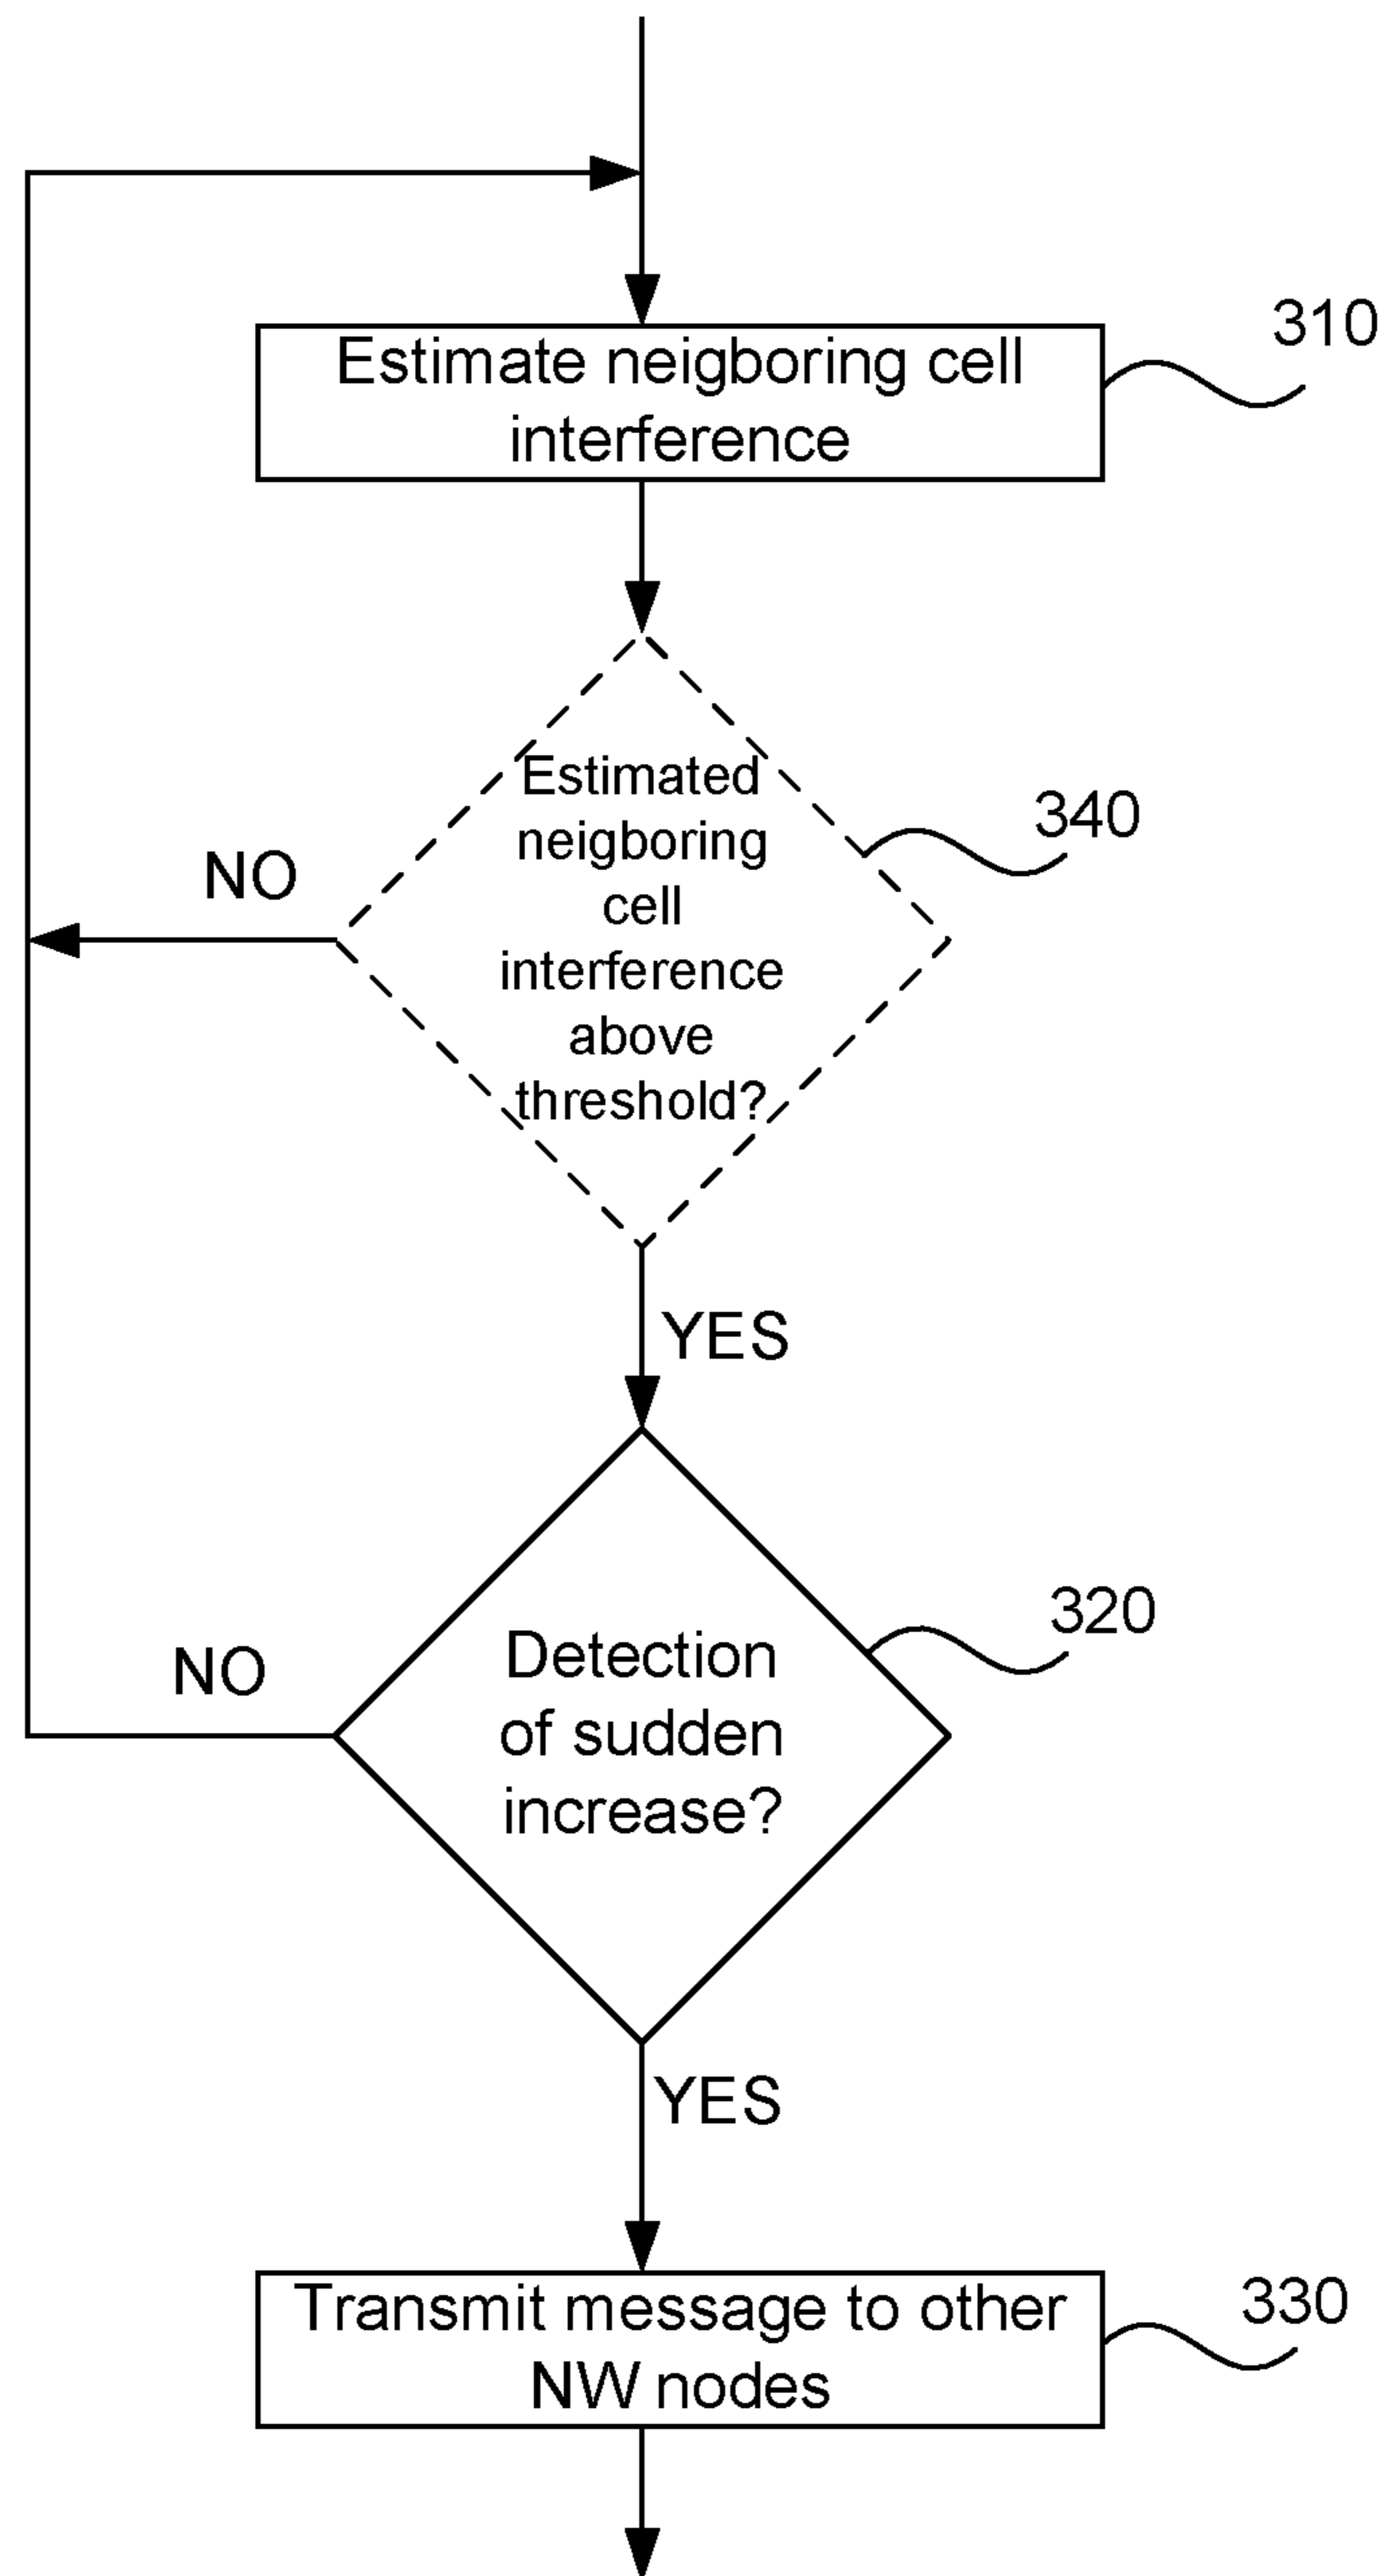 310
Estimate neigboring cell
interference
340
Estimated
neigboring
cell
interference
above
threshold?
NO
YES
320
Detection
of sudden
increase?
NO
YES
330
Transmit message to other
NW nodes